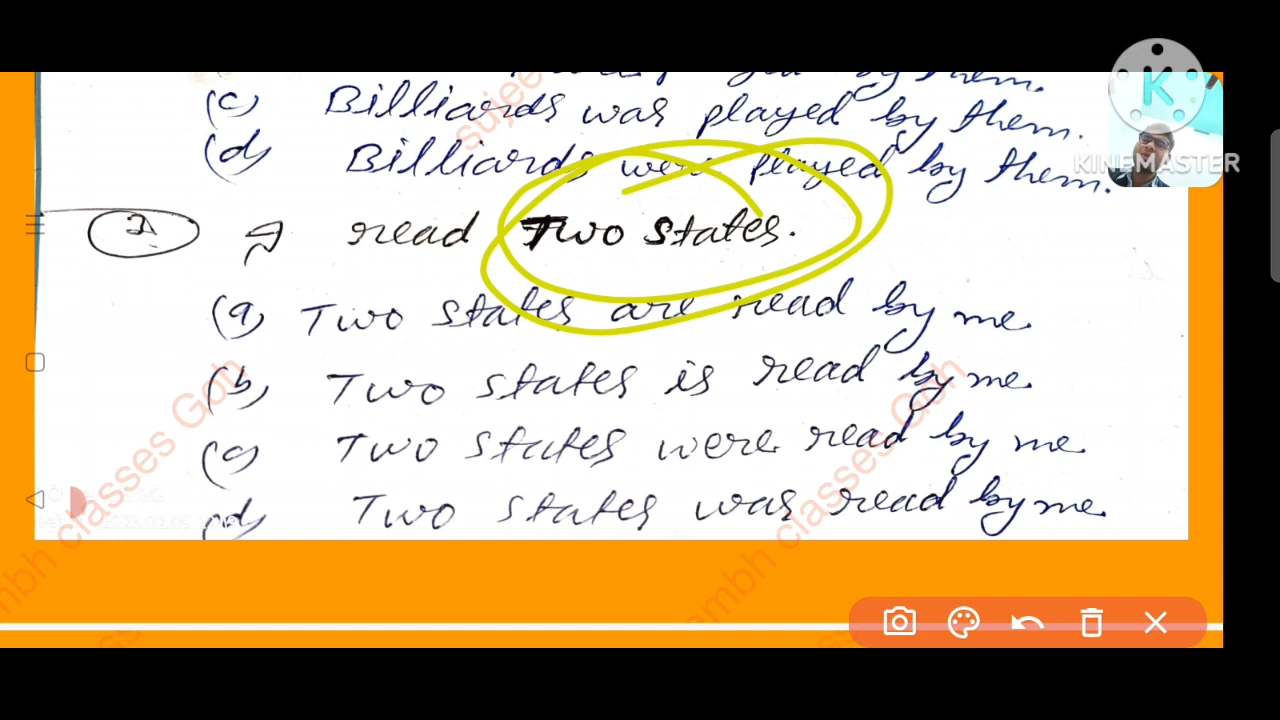 by them.
(c) Billiards was played by them.
(d) Billiards were played by them.
KINEMASTER
2 I read Two states.
(a) Two states are read by me.
(b) Two states is read by me.
(c) Two states were read by me.
(d) Two states was read by me.